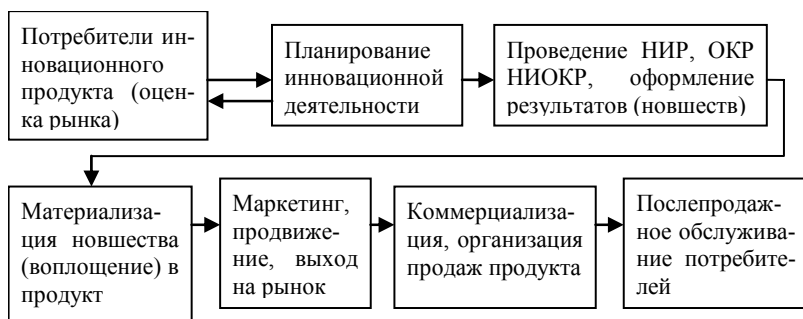 Потребители ин-
новационного
продукта (оцен-
ка рынка)
Планирование
инновационной
деятельности
Проведение НИР, ОКР
НИОКР, оформление
результатов (новшеств)
Материализа-
ция новшества
(воплощение) в
продукт
Маркетинг,
продвиже-
ние, выход
на рынок
Коммерциализа-
ция, организация
продаж продукта
Послепродаж-
ное обслужива-
ние потребите-
лей